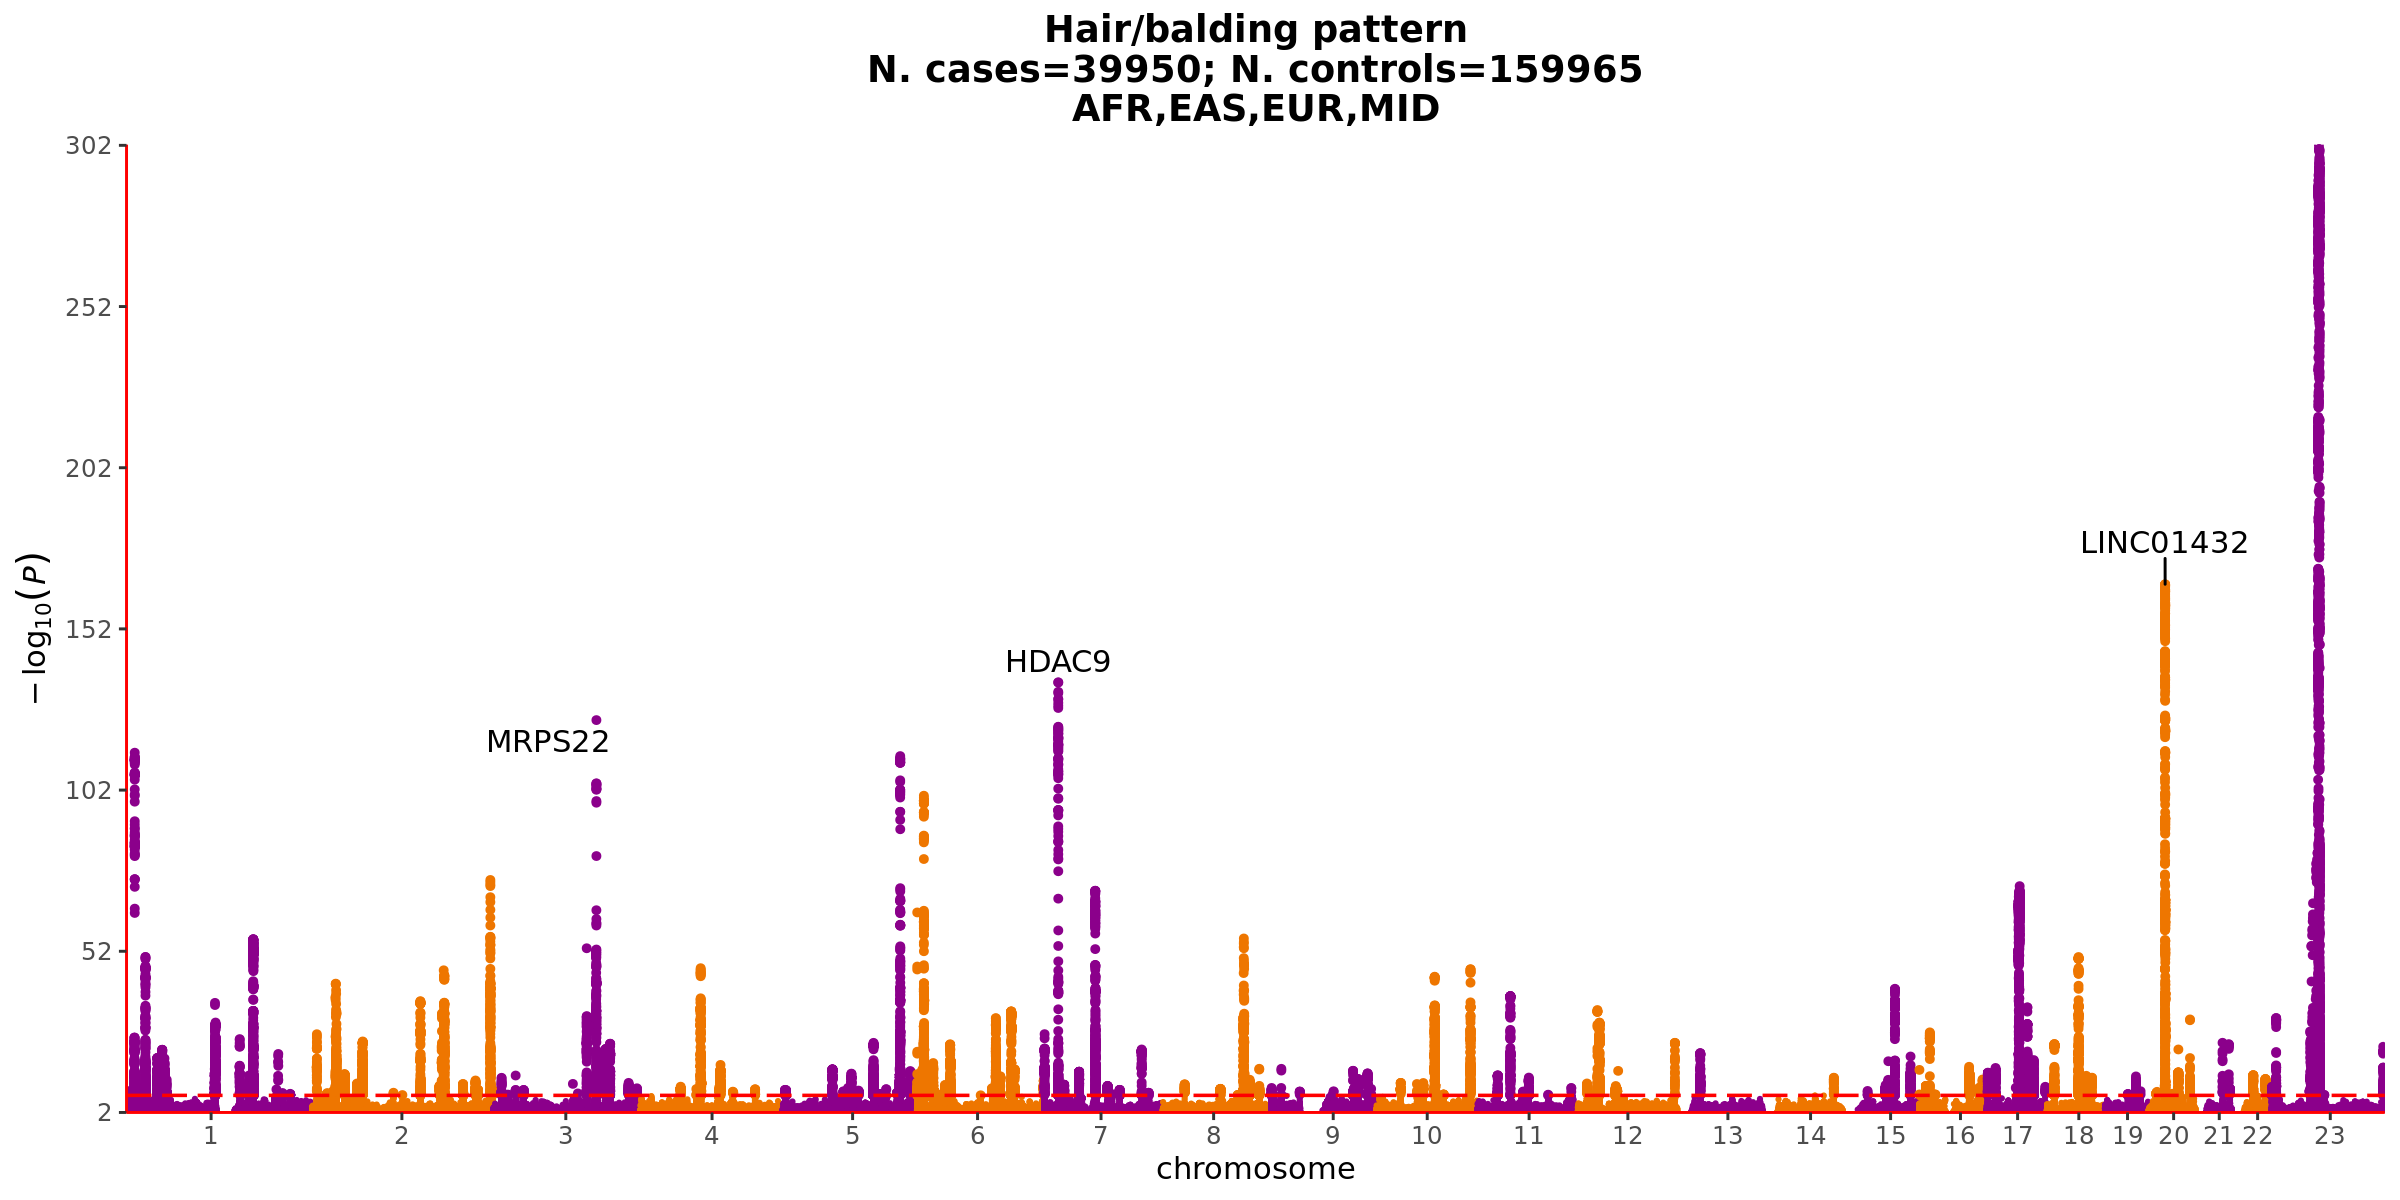 Hair/balding pattern
N. cases=39950; N. controls=159965
AFR,EAS,EUR,MID
302
252
202
152
102
52
2
−log₁₀(P)
LINC01432
HDAC9
MRPS22
1 2 3 4 5 6 7 8 9 10 11 12 13 14 15 16 17 18 19 20 21 22 23
chromosome